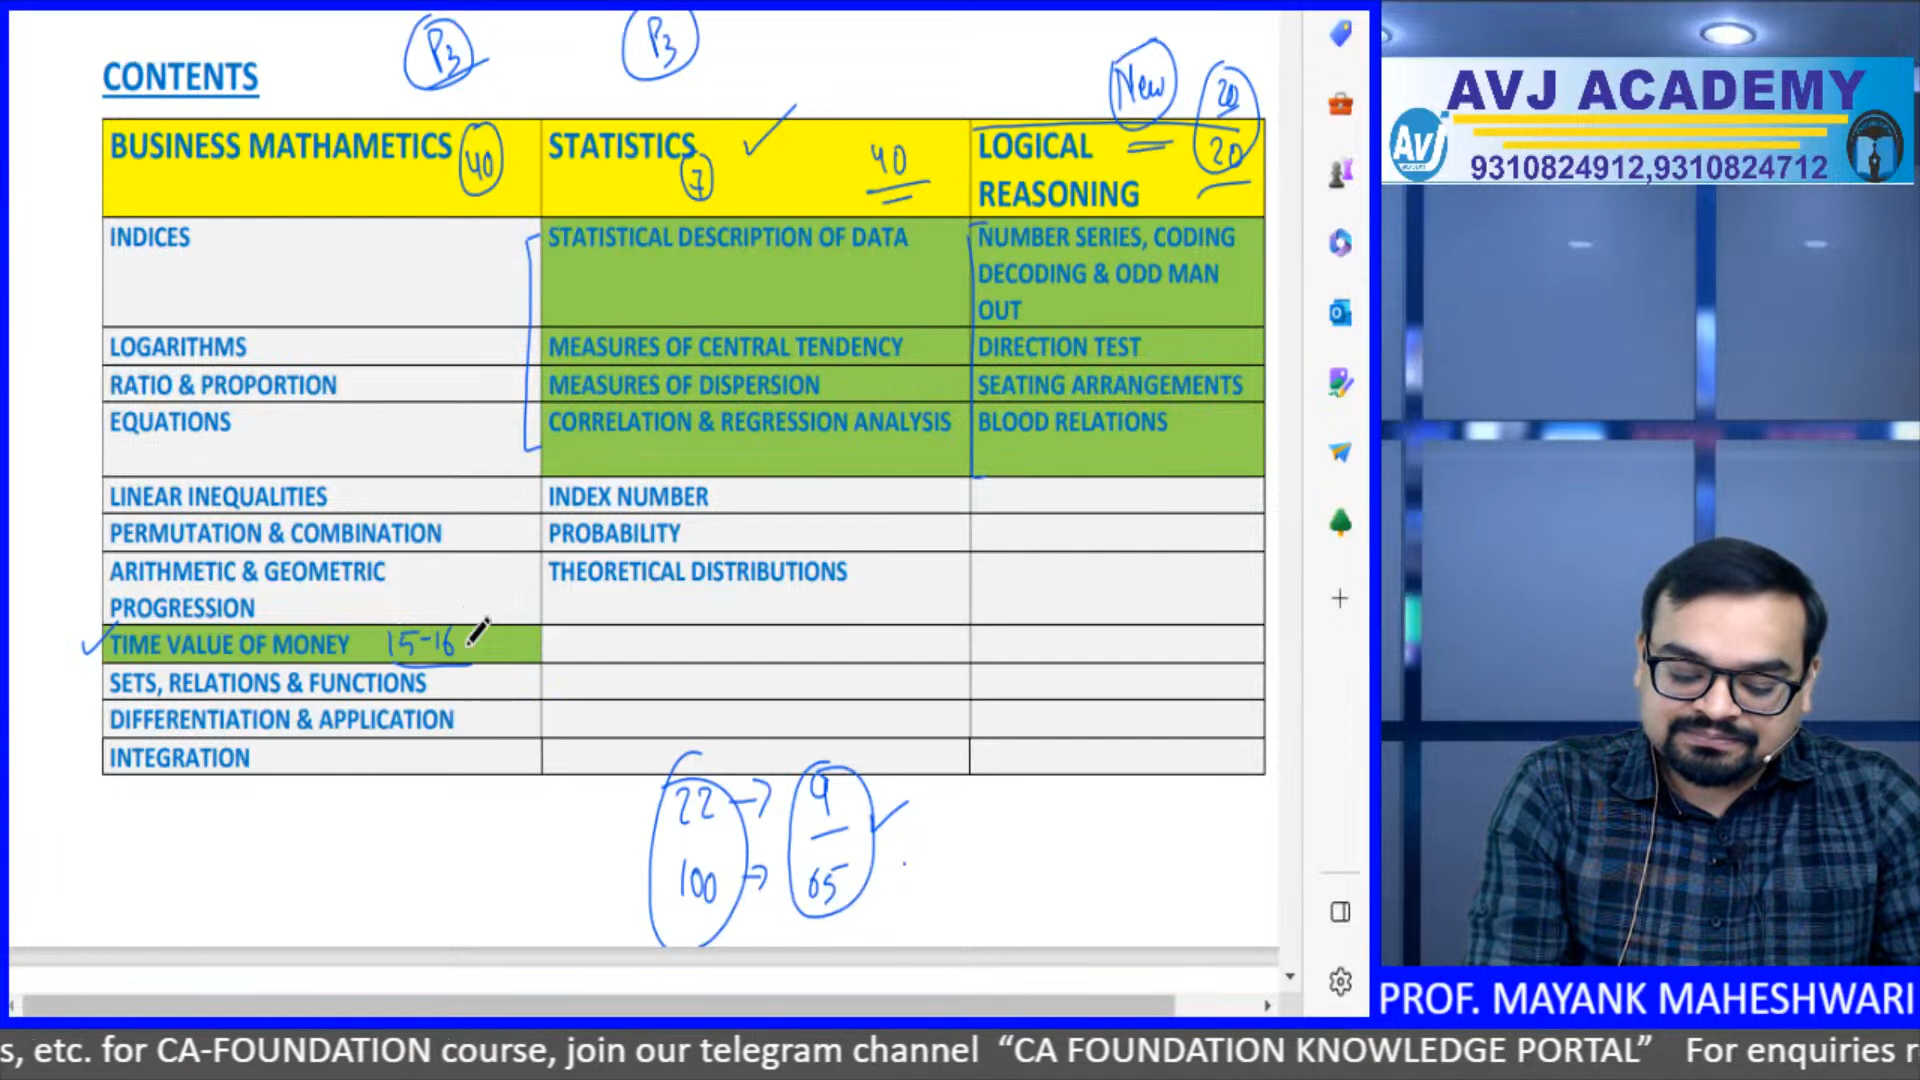 P3
P3
CONTENTS
New
20
BUSINESS MATHAMETICS
40
STATISTICS
7
40
LOGICAL
REASONING
20
INDICES
STATISTICAL DESCRIPTION OF DATA
NUMBER SERIES, CODING
DECODING & ODD MAN
OUT
LOGARITHMS
MEASURES OF CENTRAL TENDENCY
DIRECTION TEST
RATIO & PROPORTION
MEASURES OF DISPERSION
SEATING ARRANGEMENTS
EQUATIONS
CORRELATION & REGRESSION ANALYSIS
BLOOD RELATIONS
LINEAR INEQUALITIES
INDEX NUMBER
PERMUTATION & COMBINATION
PROBABILITY
ARITHMETIC & GEOMETRIC
PROGRESSION
THEORETICAL DISTRIBUTIONS
TIME VALUE OF MONEY 15-16
SETS, RELATIONS & FUNCTIONS
DIFFERENTIATION & APPLICATION
INTEGRATION
22 → 9
100 → 65
AVJ ACADEMY
AVJ
9310824912,9310824712
PROF. MAYANK MAHESHWARI
s, etc. for CA-FOUNDATION course, join our telegram channel “CA FOUNDATION KNOWLEDGE PORTAL” For enquiries r